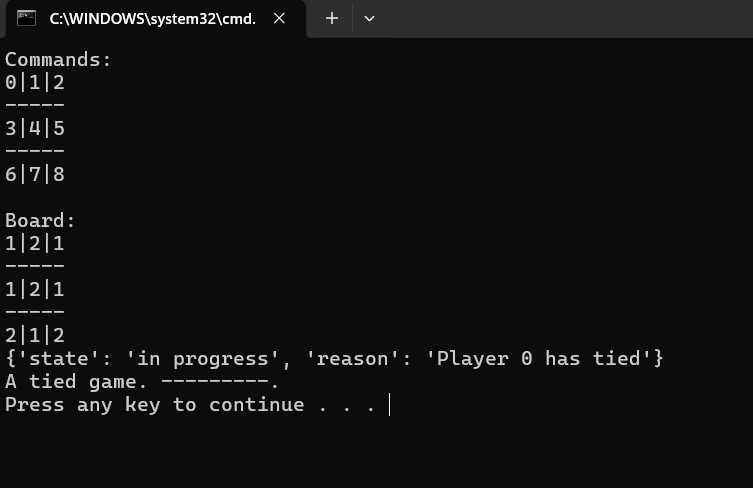 C:\WINDOWS\system32\cmd.
Commands:
0|1|2
-----
3|4|5
-----
6|7|8
Board:
1|2|1
-----
1|2|1
-----
2|1|2
{'state': 'in progress', 'reason': 'Player 0 has tied'}
A tied game. ---------.
Press any key to continue . . .